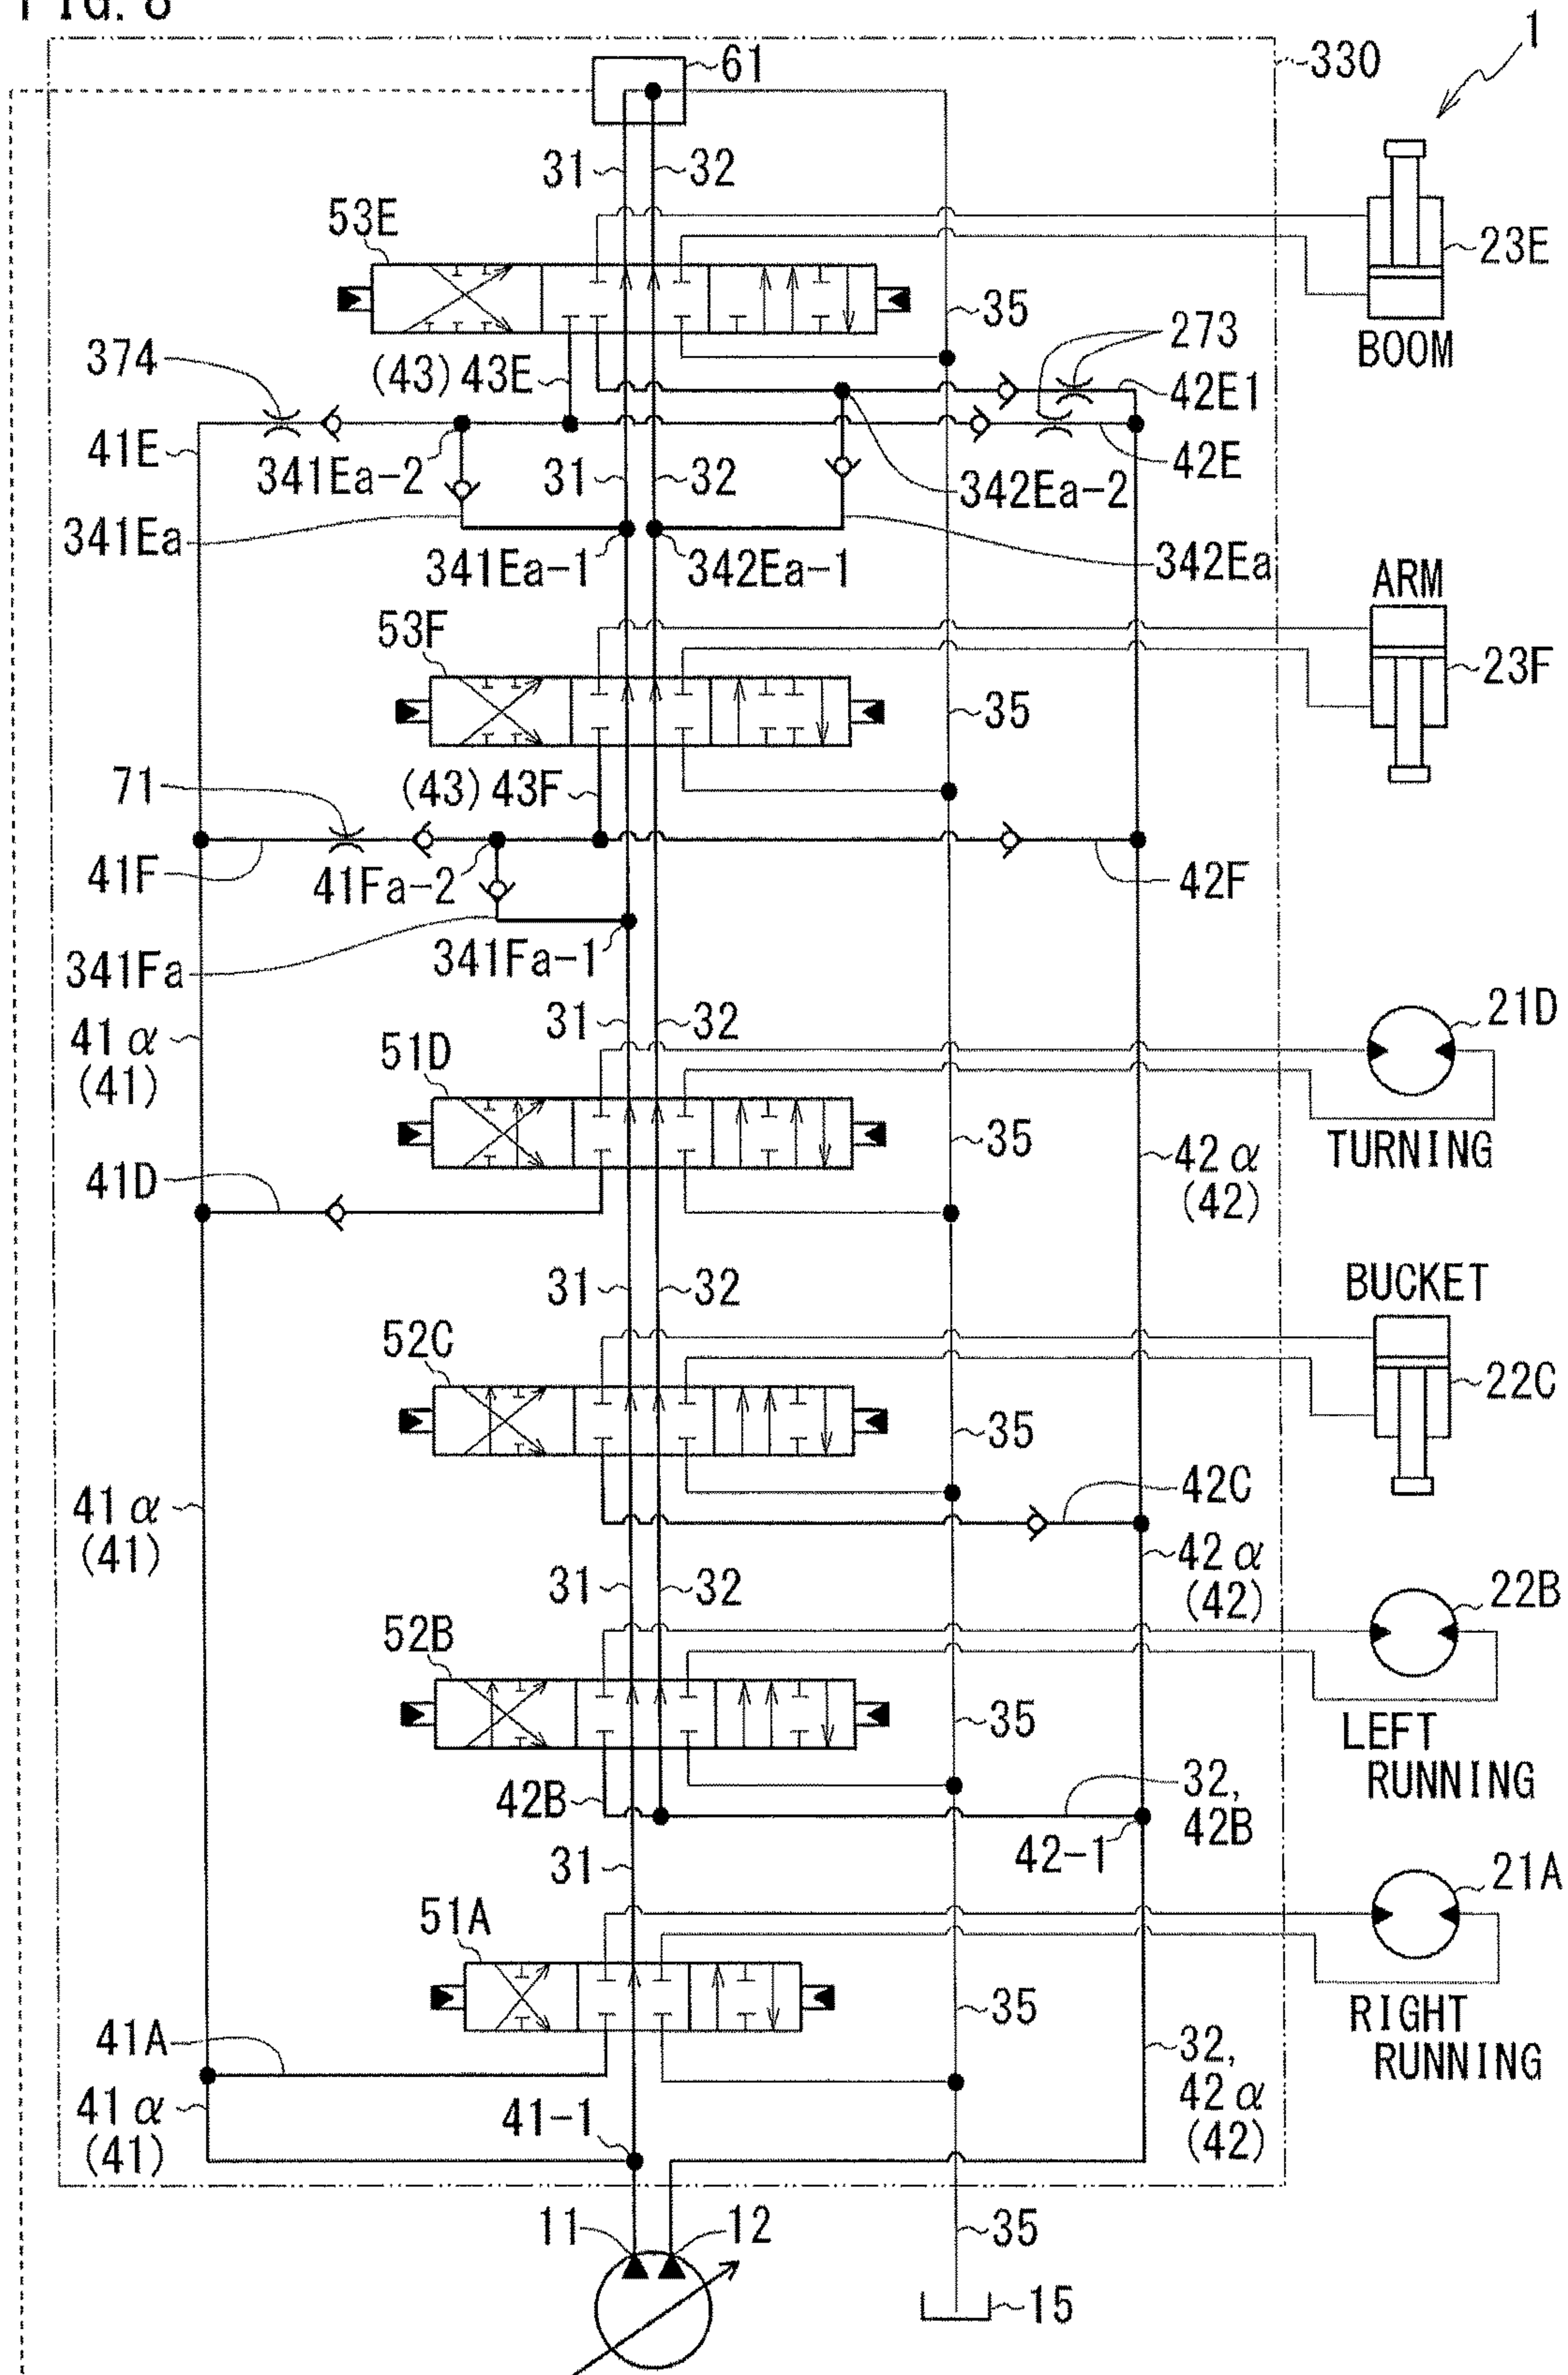 FIG. 8
1
61
330
31
32
53E
23E
35
BOOM
374
(43) 43E
273
42E1
41E
341Ea-2
31
32
342Ea-2
42E
341Ea
341Ea-1
342Ea-1
342Ea
ARM
53F
23F
35
71
(43) 43F
41F
41Fa-2
42F
341Fa
341Fa-1
31
32
21D
41α
(41)
51D
35
TURNING
41D
42α
(42)
31
32
BUCKET
52C
22C
35
42C
41α
(41)
42α
(42)
31
32
22B
52B
35
LEFT
RUNNING
42B
32,
42B
42-1
31
21A
51A
35
RIGHT
RUNNING
41A
32,
42α
(42)
41α
(41)
41-1
11
12
35
15